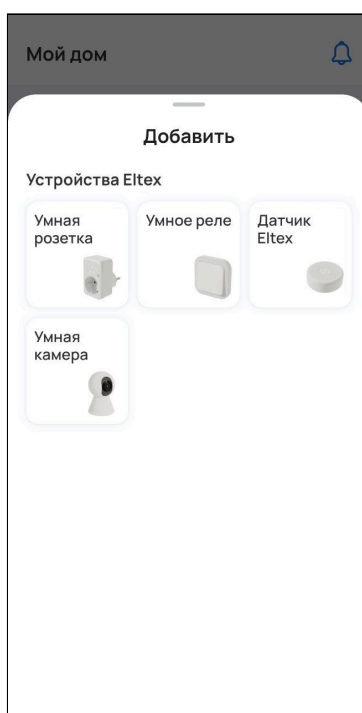 Мой дом
Добавить
Устройства Eltex
Умная
розетка
Умное реле
Датчик
Eltex
Умная
камера